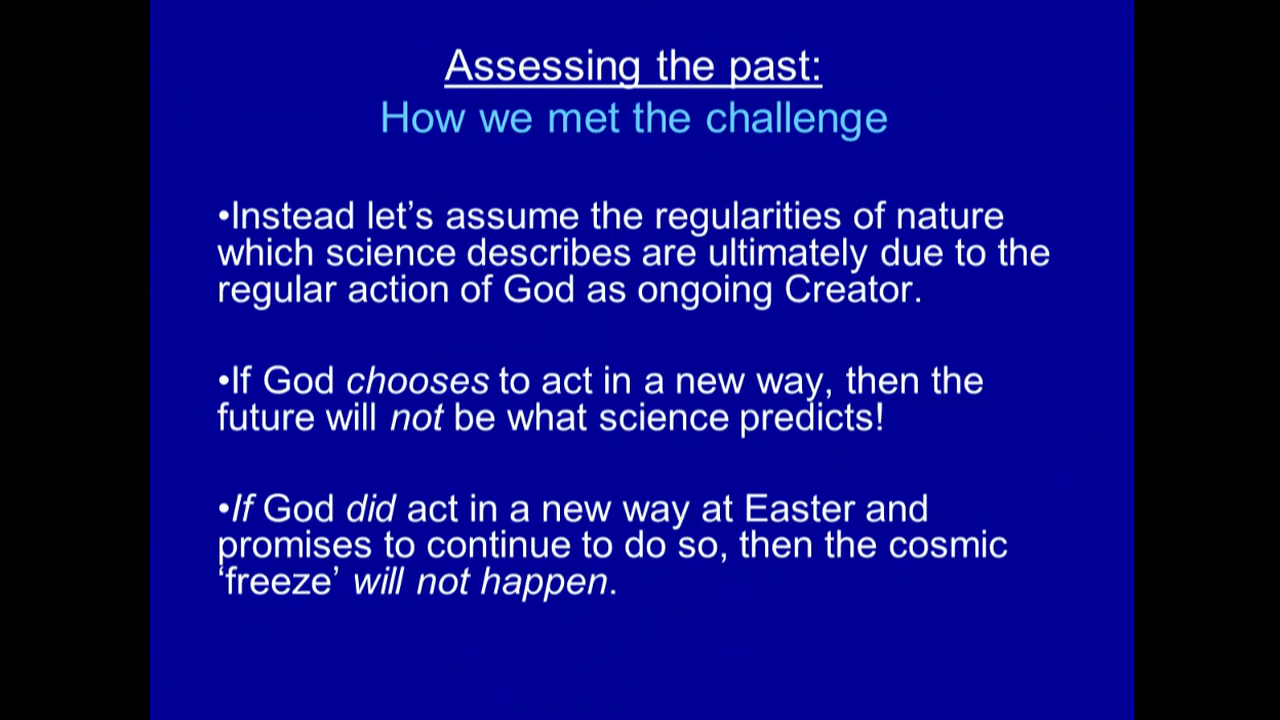 Assessing the past:
How we met the challenge
•Instead let’s assume the regularities of nature
which science describes are ultimately due to the
regular action of God as ongoing Creator.
•If God chooses to act in a new way, then the
future will not be what science predicts!
•If God did act in a new way at Easter and
promises to continue to do so, then the cosmic
‘freeze’ will not happen.